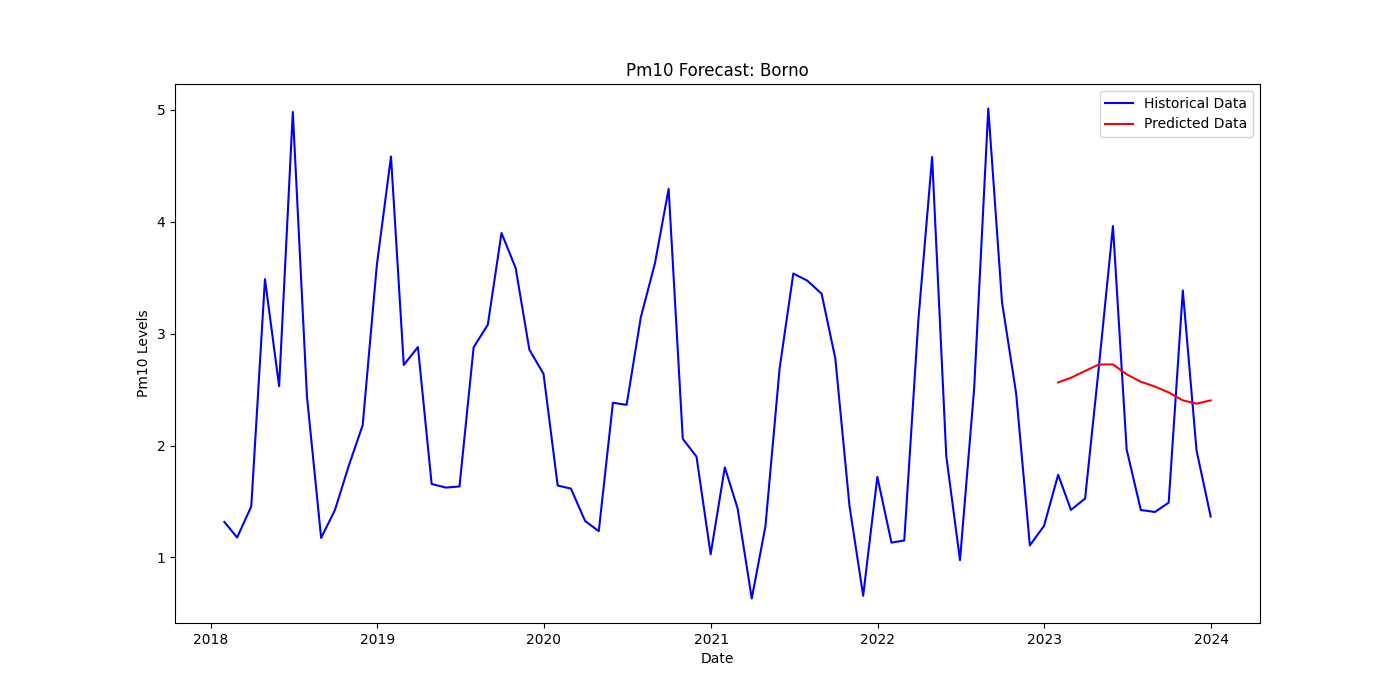 Pm10 Forecast: Borno
Historical Data
Predicted Data
Pm10 Levels
5
4
3
2
1
2018 2019 2020 2021 2022 2023 2024
Date